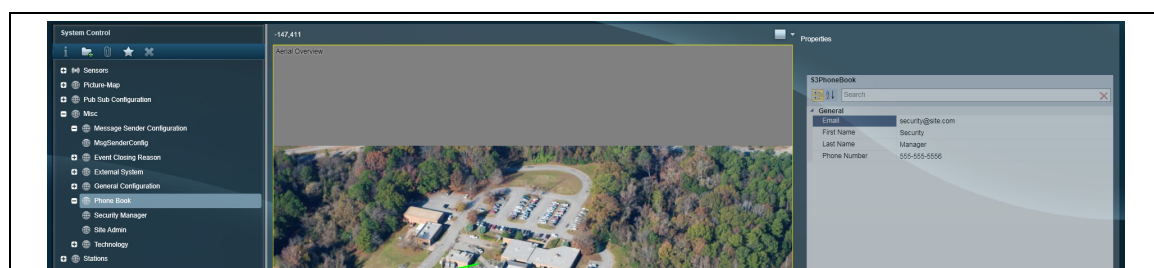 System Control
Sensors
Picture-Map
Pub Sub Configuration
Misc
Message Sender Configuration
MsgSenderConfig
Event Closing Reason
External System
General Configuration
Phone Book
Security Manager
Site Admin
Technology
Stations
-147,411
Aerial Overview
Properties
S3PhoneBook
Search
General
Email security@site.com
First Name Security
Last Name Manager
Phone Number 555-555-5556